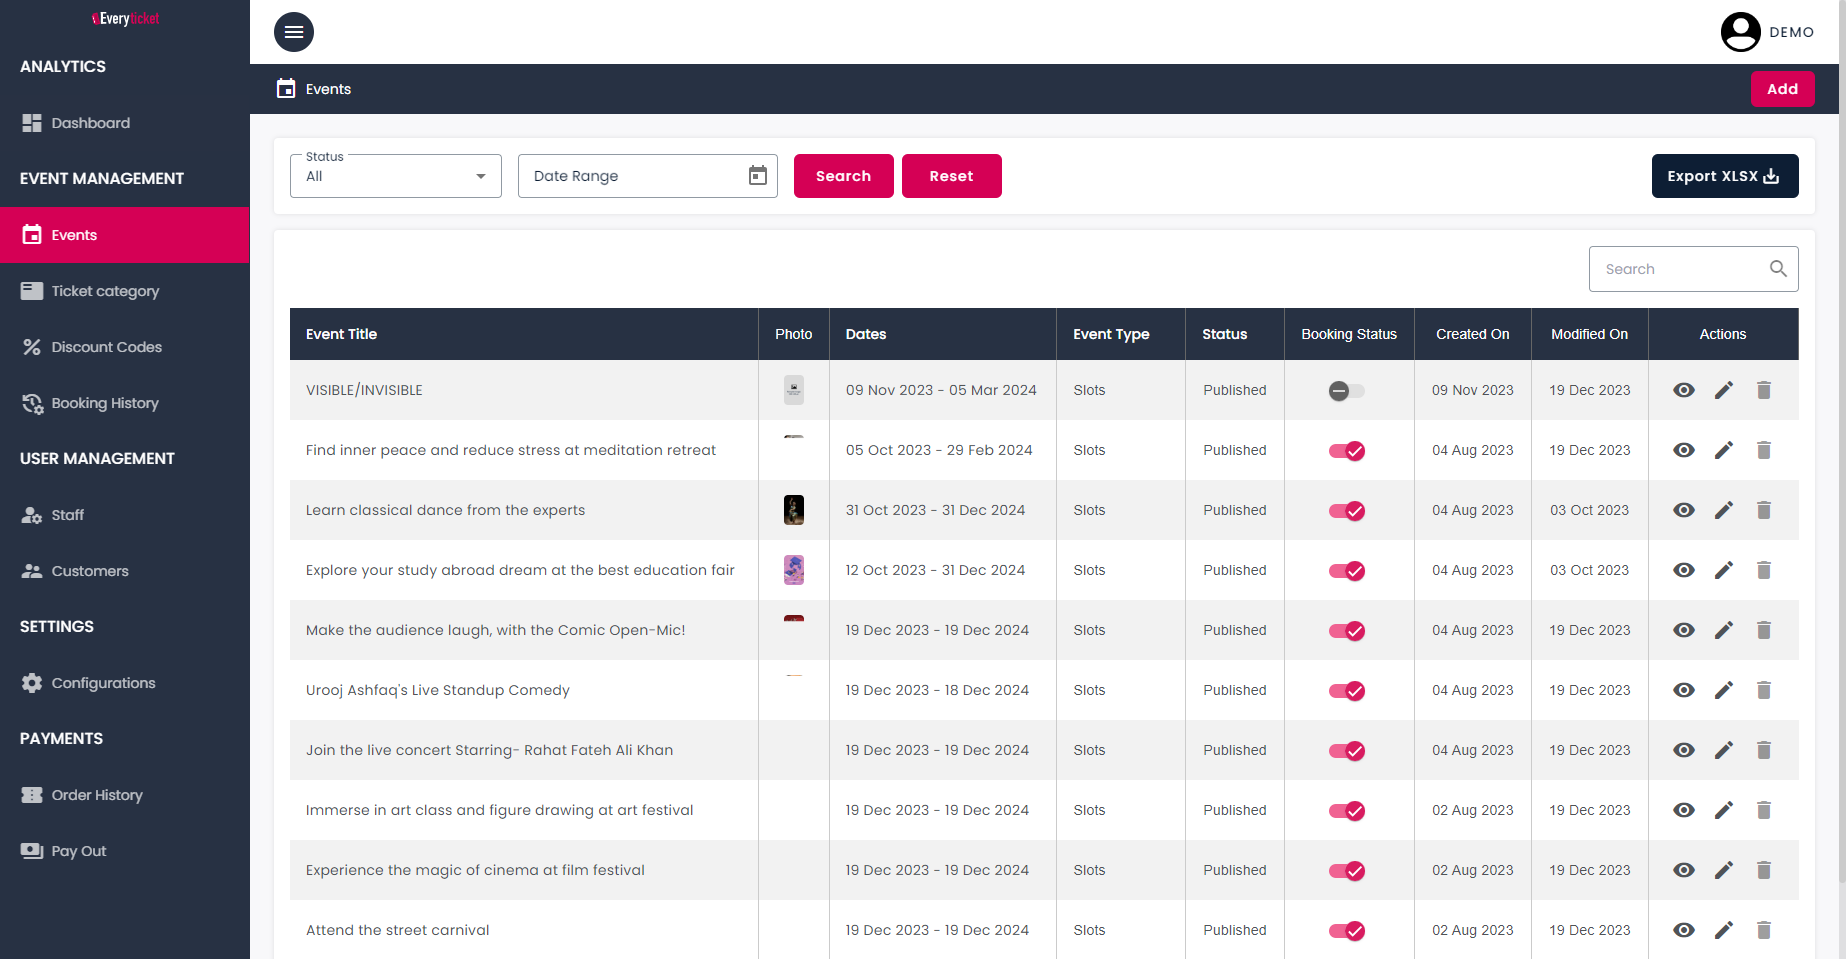 Everyticket
DEMO
ANALYTICS
Dashboard
EVENT MANAGEMENT
Events
Ticket category
Discount Codes
Booking History
USER MANAGEMENT
Staff
Customers
SETTINGS
Configurations
PAYMENTS
Order History
Pay Out
Events
Add
Status
All
Date Range
Search
Reset
Export XLSX
Search
Event Title Photo Dates Event Type Status Booking Status Created On Modified On Actions
VISIBLE/INVISIBLE 09 Nov 2023 - 05 Mar 2024 Slots Published 09 Nov 2023 19 Dec 2023
Find inner peace and reduce stress at meditation retreat 05 Oct 2023 - 29 Feb 2024 Slots Published 04 Aug 2023 19 Dec 2023
Learn classical dance from the experts 31 Oct 2023 - 31 Dec 2024 Slots Published 04 Aug 2023 03 Oct 2023
Explore your study abroad dream at the best education fair 12 Oct 2023 - 31 Dec 2024 Slots Published 04 Aug 2023 03 Oct 2023
Make the audience laugh, with the Comic Open-Mic! 19 Dec 2023 - 19 Dec 2024 Slots Published 04 Aug 2023 19 Dec 2023
Urooj Ashfaq's Live Standup Comedy 19 Dec 2023 - 18 Dec 2024 Slots Published 04 Aug 2023 19 Dec 2023
Join the live concert Starring- Rahat Fateh Ali Khan 19 Dec 2023 - 19 Dec 2024 Slots Published 04 Aug 2023 19 Dec 2023
Immerse in art class and figure drawing at art festival 19 Dec 2023 - 19 Dec 2024 Slots Published 02 Aug 2023 19 Dec 2023
Experience the magic of cinema at film festival 19 Dec 2023 - 19 Dec 2024 Slots Published 02 Aug 2023 19 Dec 2023
Attend the street carnival 19 Dec 2023 - 19 Dec 2024 Slots Published 02 Aug 2023 19 Dec 2023